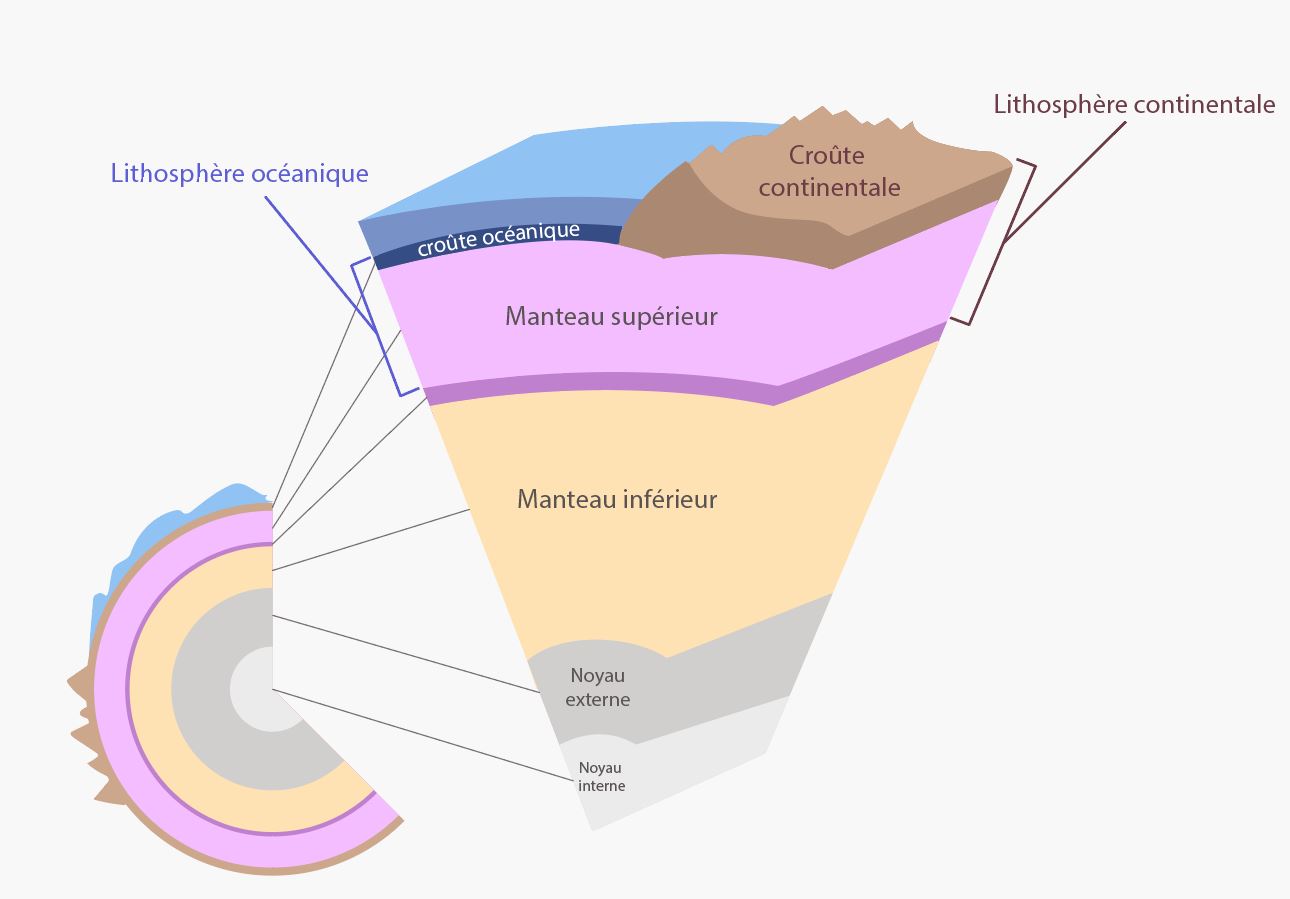 Lithosphère continentale
Lithosphère océanique
Croûte
continentale
croûte océanique
Manteau supérieur
Manteau inférieur
Noyau
externe
Noyau
interne